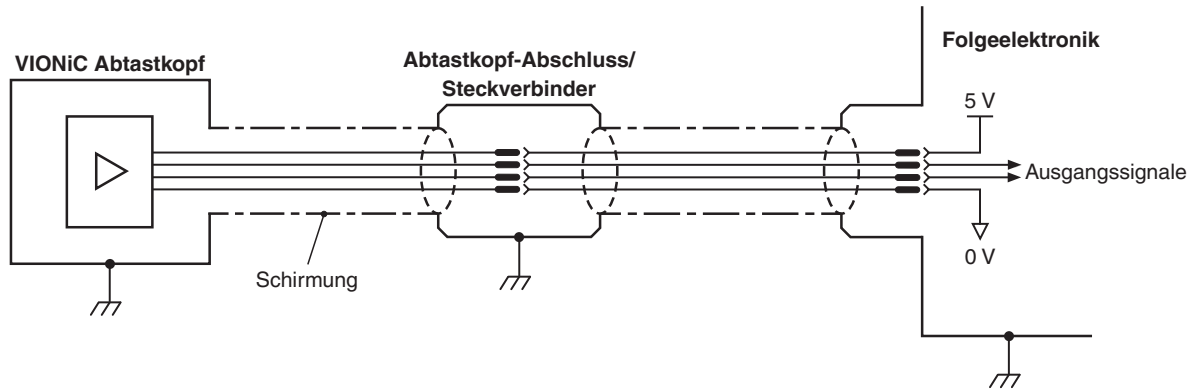 VIONiC Abtastkopf
Abtastkopf-Abschluss/
Steckverbinder
Folgeelektronik
5 V
Ausgangssignale
0 V
Schirmung